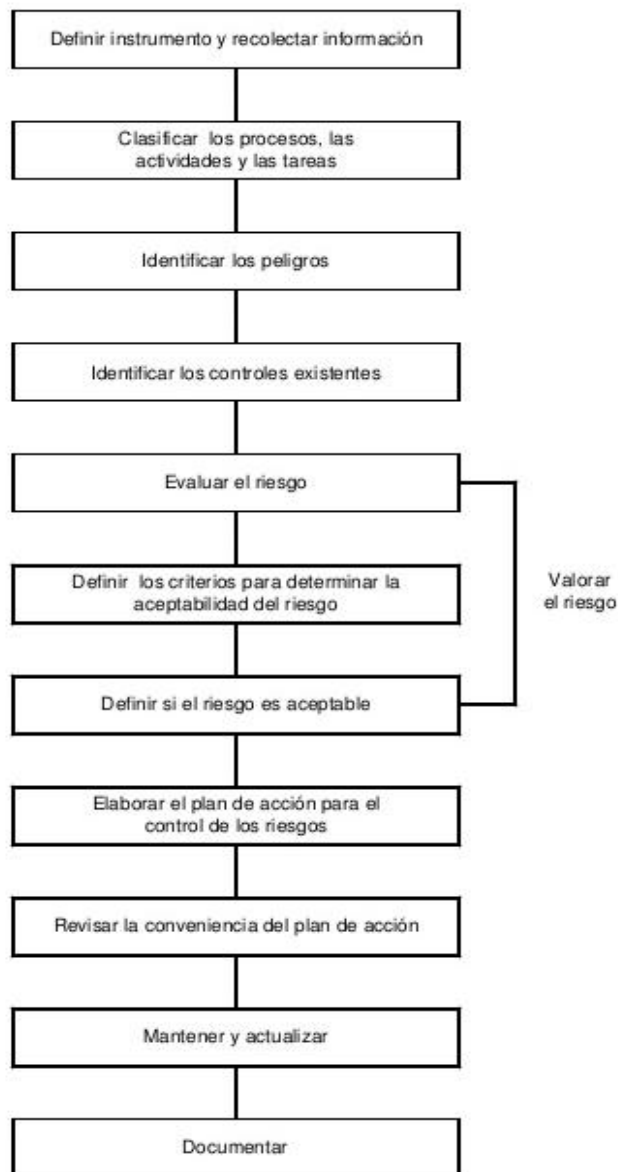 Definir instrumento y recolectar información
Clasificar los procesos, las
actividades y las tareas
Identificar los peligros
Identificar los controles existentes
Evaluar el riesgo
Definir los criterios para determinar la
aceptabilidad del riesgo
Valorar
el riesgo
Definir si el riesgo es aceptable
Elaborar el plan de acción para el
control de los riesgos
Revisar la conveniencia del plan de acción
Mantener y actualizar
Documentar